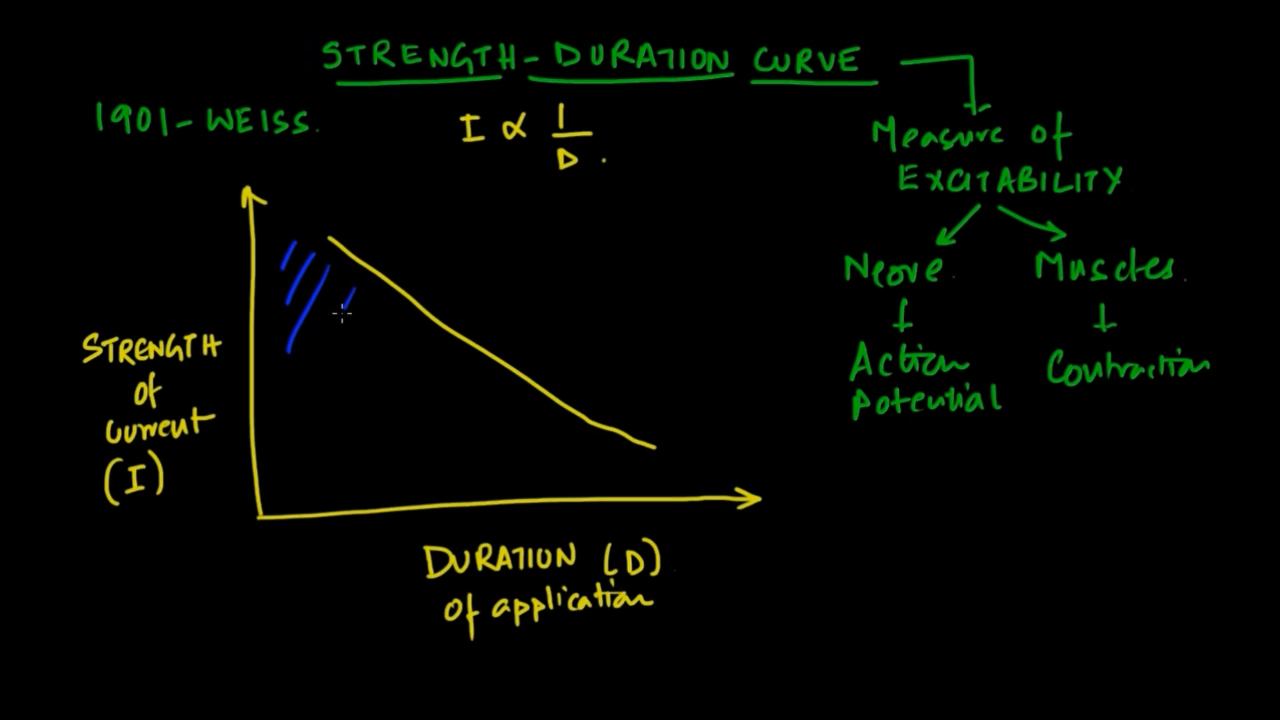 STRENGTH-DURATION CURVE
1901-WEISS.
I ∝ 1/D.
Measure of
EXCITABILITY
Nerve.
Muscles.
Action
Potential
Contraction
STRENGTH
of
current
(I)
DURATION (D)
of application